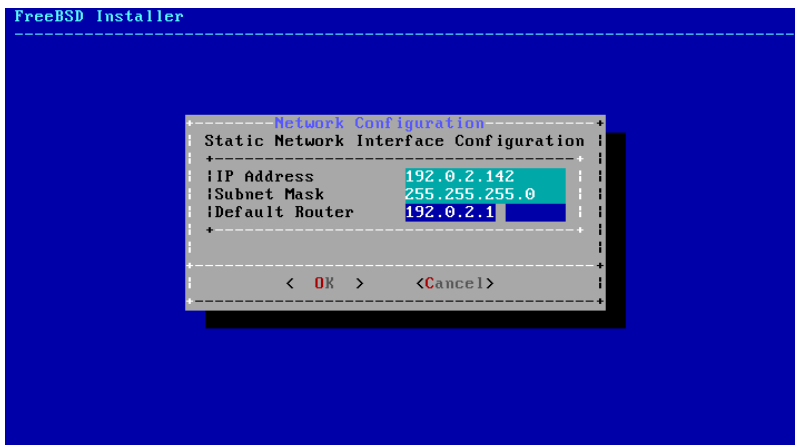 FreeBSD Installer
Network Configuration
Static Network Interface Configuration
IP Address 192.0.2.142
Subnet Mask 255.255.255.0
Default Router 192.0.2.1
< OK > <Cancel>